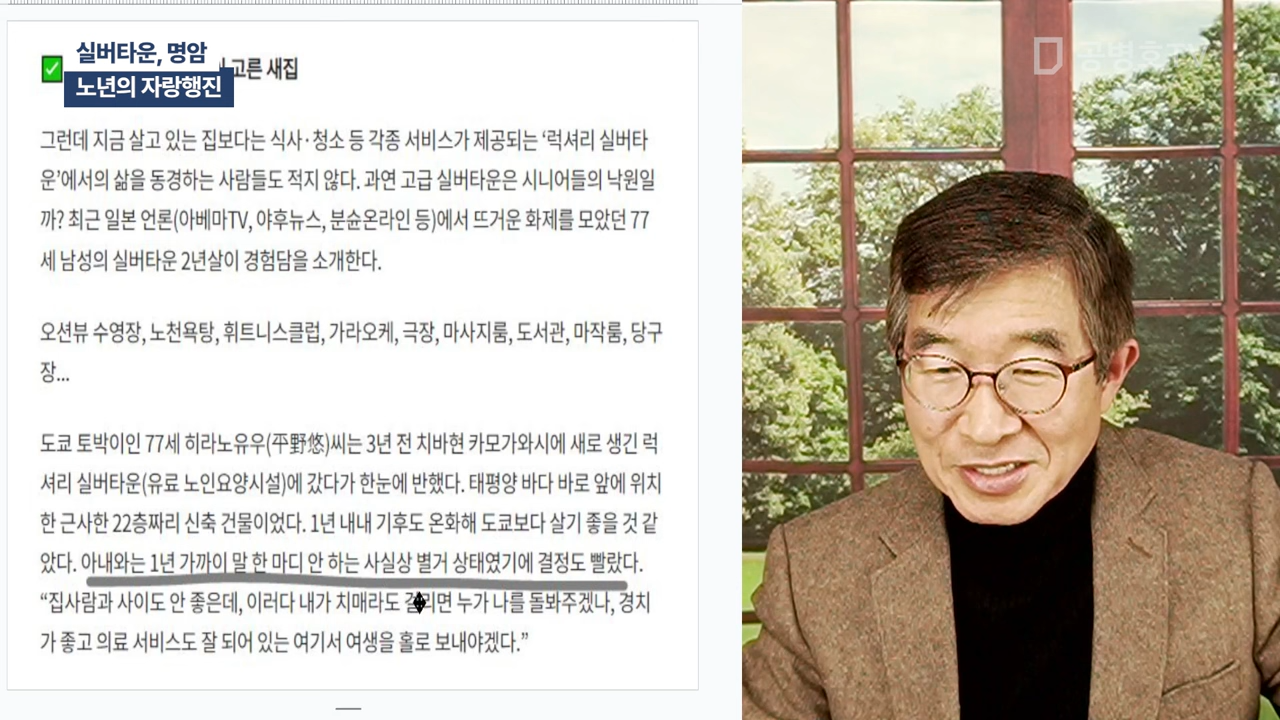 실버타운, 명암
노년의 자랑행진
고른 새집
그런데 지금 살고 있는 집보다는 식사·청소 등 각종 서비스가 제공되는 ‘럭셔리 실버타
운’에서의 삶을 동경하는 사람들도 적지 않다. 과연 고급 실버타운은 시니어들의 낙원일
까? 최근 일본 언론(아베마TV, 야후뉴스, 분슌온라인 등)에서 뜨거운 화제를 모았던 77
세 남성의 실버타운 2년살이 경험담을 소개한다.
오션뷰 수영장, 노천욕탕, 휘트니스클럽, 가라오케, 극장, 마사지룸, 도서관, 마작룸, 당구
장...
도쿄 토박이인 77세 히라노유우(平野悠)씨는 3년 전 치바현 카모가와시에 새로 생긴 럭
셔리 실버타운(유료 노인요양시설)에 갔다가 한눈에 반했다. 태평양 바다 바로 앞에 위치
한 근사한 22층짜리 신축 건물이었다. 1년 내내 기후도 온화해 도쿄보다 살기 좋을 것 같
았다. 아내와는 1년 가까이 말 한 마디 안 하는 사실상 별거 상태였기에 결정도 빨랐다.
“집사람과 사이도 안 좋은데, 이러다 내가 치매라도 걸리면 누가 나를 돌봐주겠나, 경치
가 좋고 의료 서비스도 잘 되어 있는 여기서 여생을 홀로 보내야겠다.”